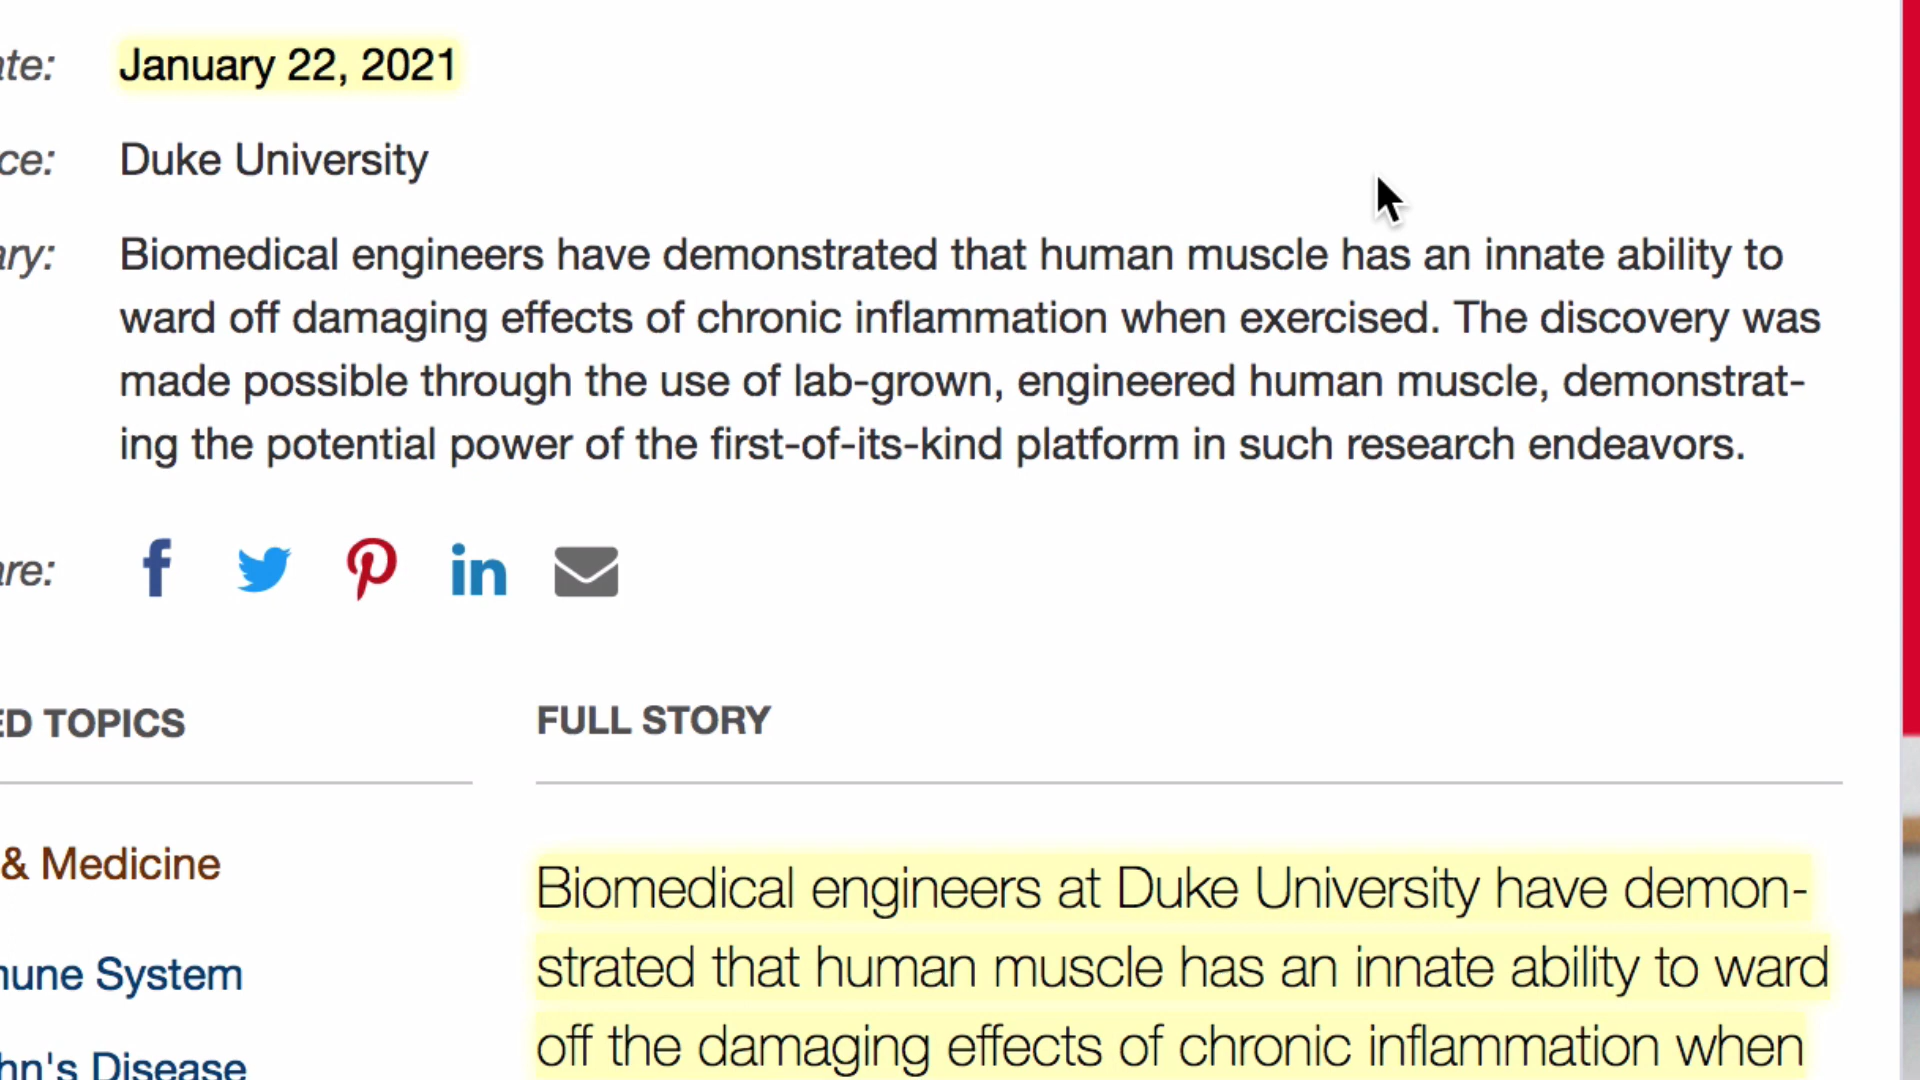 ate: January 22, 2021
ce: Duke University
ary: Biomedical engineers have demonstrated that human muscle has an innate ability to
ward off damaging effects of chronic inflammation when exercised. The discovery was
made possible through the use of lab-grown, engineered human muscle, demonstrat-
ing the potential power of the first-of-its-kind platform in such research endeavors.
are:
ED TOPICS
& Medicine
mune System
hn's Disease
FULL STORY
Biomedical engineers at Duke University have demon-
strated that human muscle has an innate ability to ward
off the damaging effects of chronic inflammation when